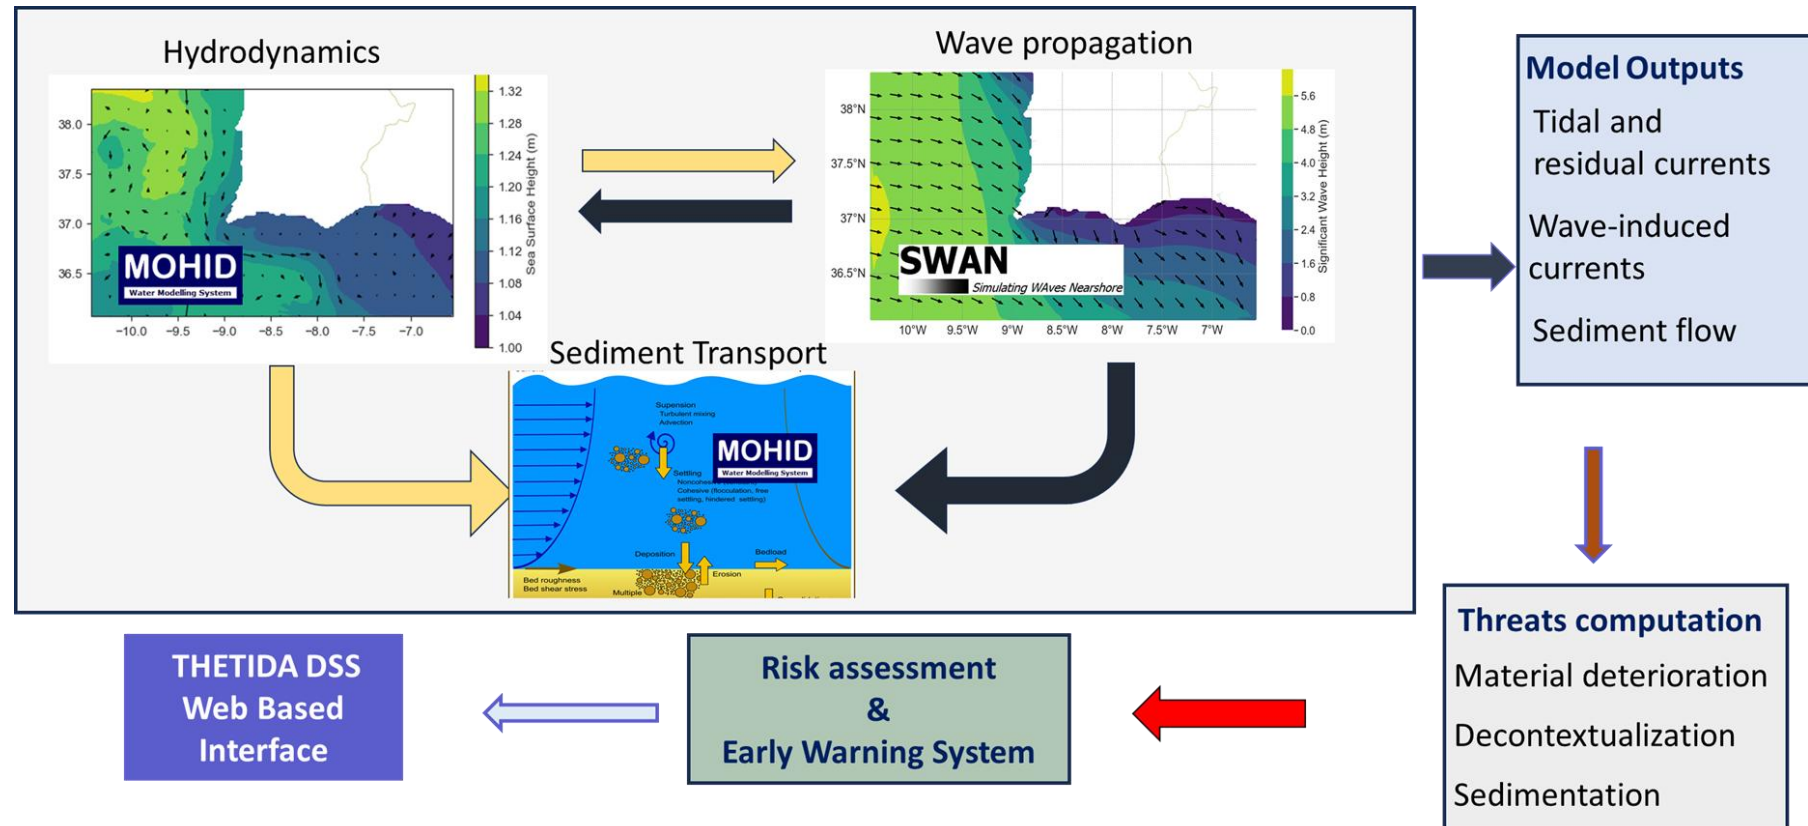 Hydrodynamics
38.0
37.5
37.0
36.5
−10.0 −9.5 −9.0 −8.5 −8.0 −7.5 −7.0
1.32
1.28
1.24
1.20
1.16
1.12
1.08
1.04
1.00
Sea Surface Height (m)
MOHID
Water Modelling System
Wave propagation
38°N
37.5°N
37°N
36.5°N
10°W 9.5°W 9°W 8.5°W 8°W 7.5°W 7°W
5.6
4.8
4.0
3.2
2.4
1.6
0.8
0.0
Significant Wave Height (m)
SWAN
Simulating WAves Nearshore
Sediment Transport
Supension
Turbulent mixing
Advection
MOHID
Water Modelling System
Settling
Noncohesive
Cohesive (flocculation, free
settling, hindered settling)
Deposition
Bedload
Erosion
Bed roughness
Bed shear stress
Multiple
Model Outputs
Tidal and
residual currents
Wave-induced
currents
Sediment flow
Threats computation
Material deterioration
Decontextualization
Sedimentation
Risk assessment
&
Early Warning System
THETIDA DSS
Web Based
Interface